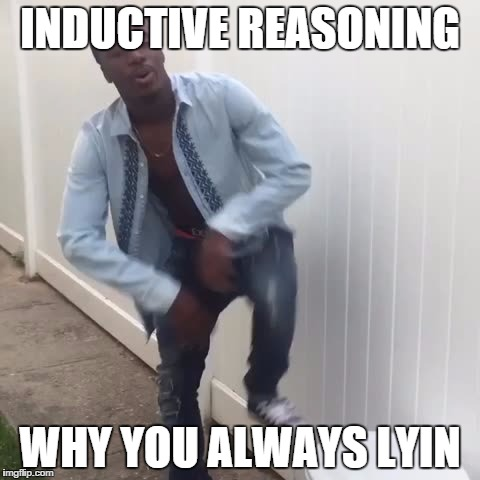 INDUCTIVE REASONING
WHY YOU ALWAYS LYIN
imgflip.com